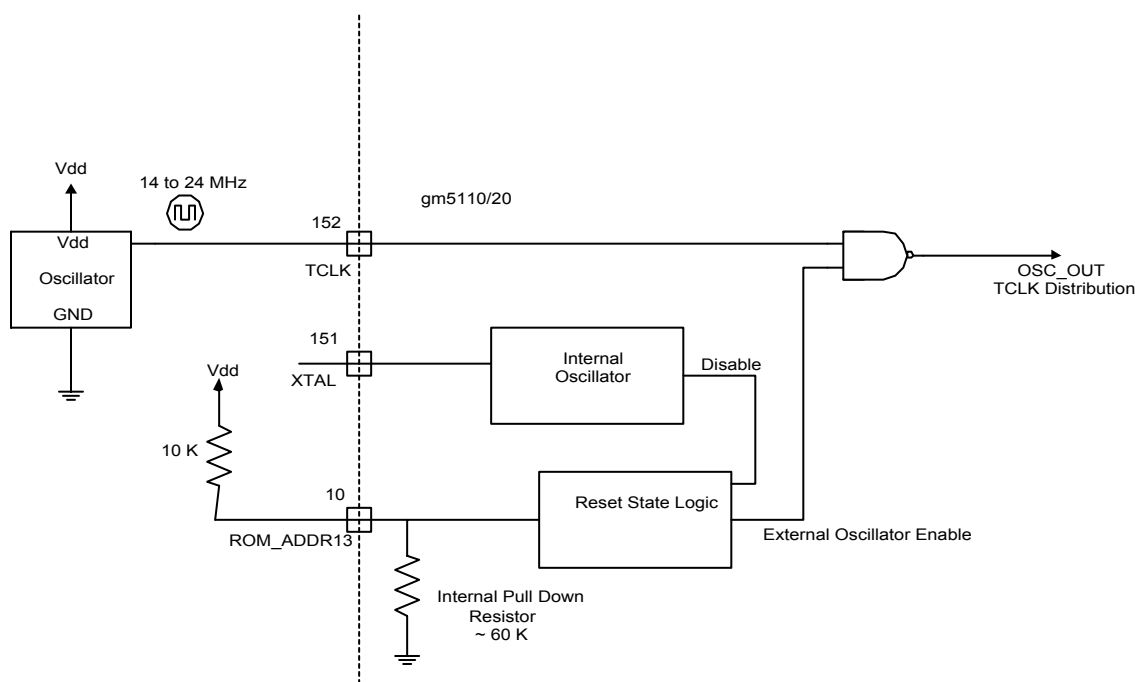 Vdd
14 to 24 MHz
gm5110/20
152
Vdd
TCLK
Oscillator
OSC_OUT
TCLK Distribution
GND
151
Internal
Oscillator
Disable
Vdd
XTAL
10 K
10
Reset State Logic
ROM_ADDR13
External Oscillator Enable
Internal Pull Down
Resistor
~ 60 K